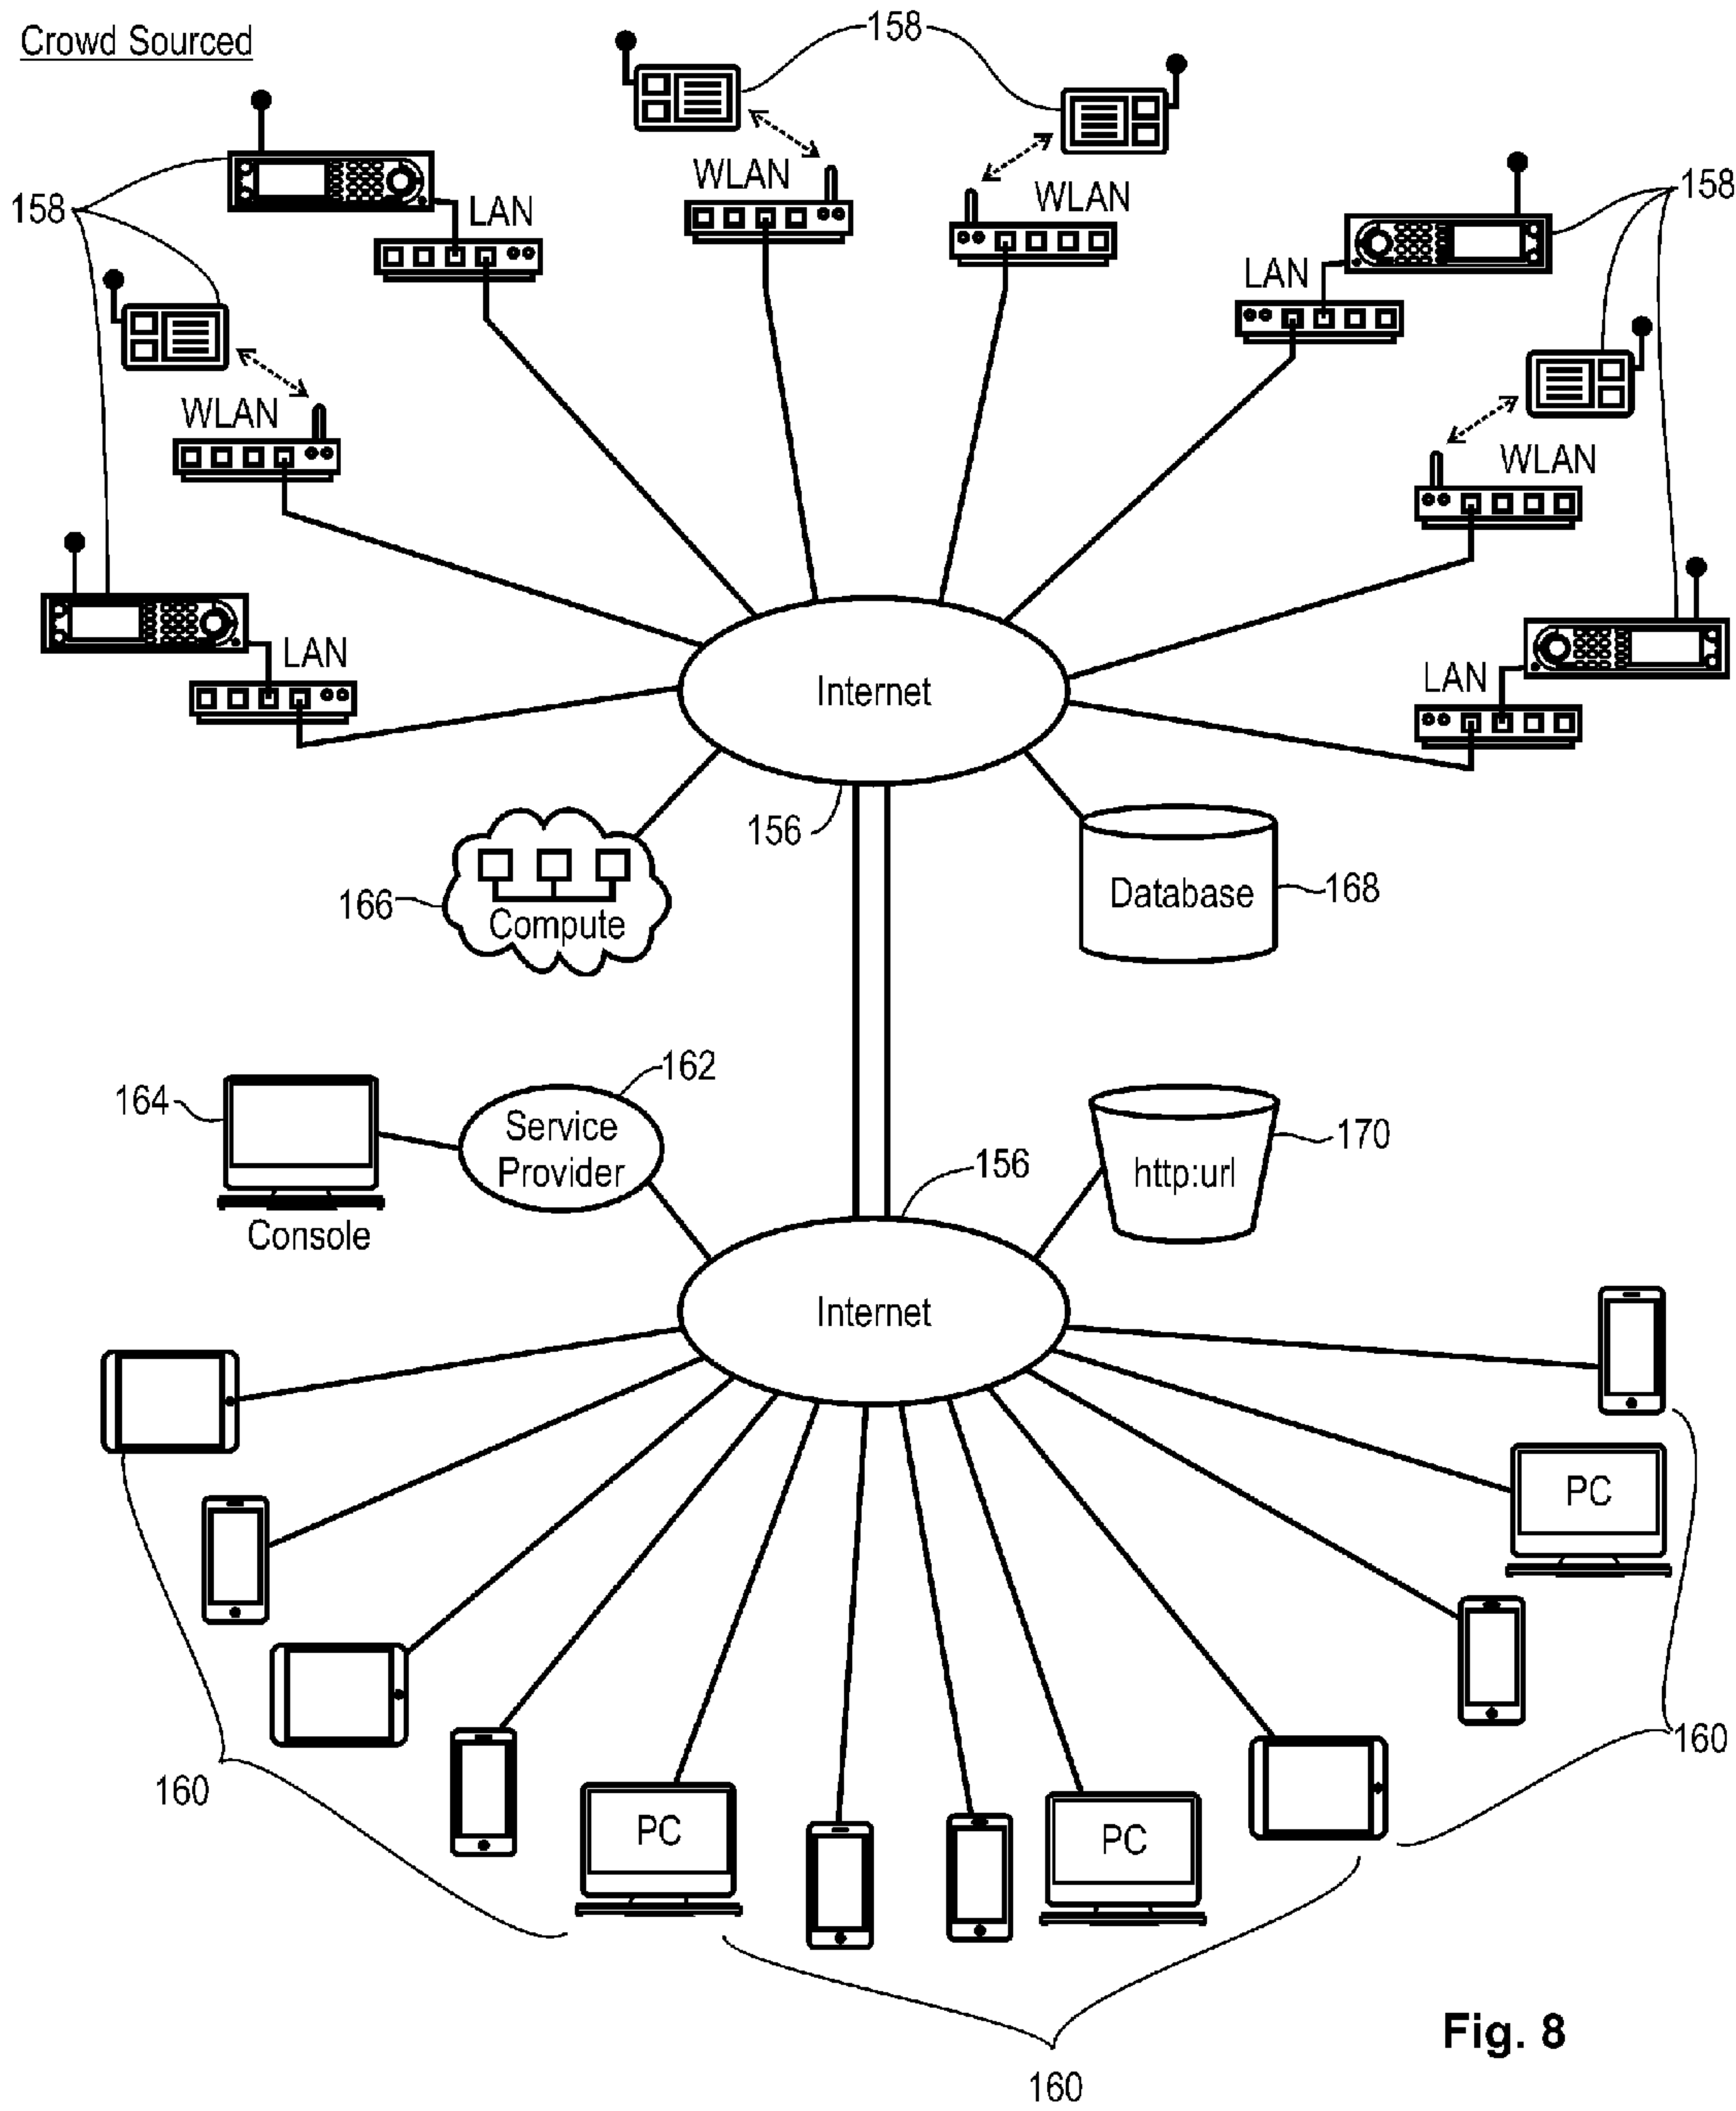 Crowd Sourced
158
158
158
LAN
WLAN
WLAN
LAN
WLAN
WLAN
LAN
LAN
Internet
156
166
Compute
Database
168
164
Console
162
Service
Provider
156
http:url
170
Internet
PC
PC
PC
160
160
160
Fig. 8